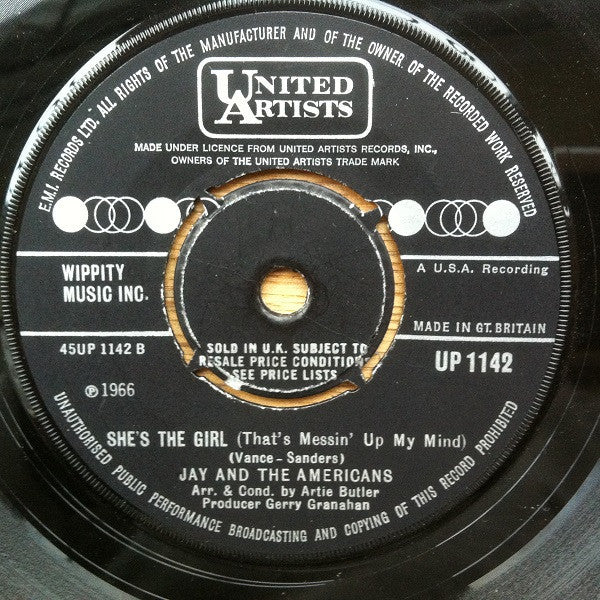 E.M.I. RECORDS LTD. ALL RIGHTS OF THE MANUFACTURER AND OF THE OWNER OF THE RECORDED WORK RESERVED
UNITED
ARTISTS
MADE UNDER LICENCE FROM UNITED ARTISTS RECORDS, INC.,
OWNERS OF THE UNITED ARTISTS TRADE MARK
WIPPITY
MUSIC INC.
A U.S.A. Recording
MADE IN GT. BRITAIN
45UP 1142 B
UP 1142
℗ 1966
SOLD IN U.K. SUBJECT TO
RESALE PRICE CONDITIONS
SEE PRICE LISTS
SHE'S THE GIRL (That's Messin' Up My Mind)
(Vance - Sanders)
JAY AND THE AMERICANS
Arr. & Cond. by Artie Butler
Producer Gerry Granahan
UNAUTHORISED PUBLIC PERFORMANCE BROADCASTING AND COPYING OF THIS RECORD PROHIBITED